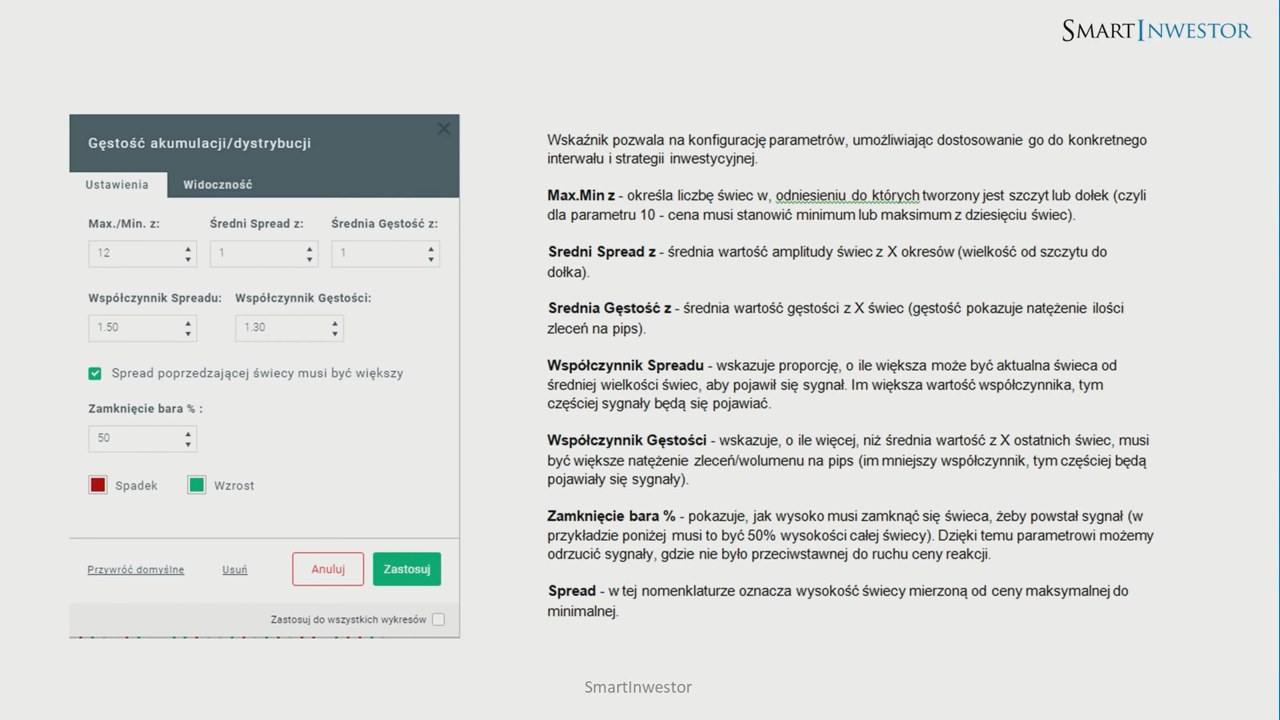 SMARTINWESTOR
Gęstość akumulacji/dystrybucji
Ustawienia Widoczność
Max./Min. z: Średni Spread z: Średnia Gęstość z:
12 1 1
Współczynnik Spreadu: Współczynnik Gęstości:
1.50 1.30
Spread poprzedzającej świecy musi być większy
Zamknięcie bara % :
50
Spadek Wzrost
Przywróć domyślne Usuń Anuluj Zastosuj
Zastosuj do wszystkich wykresów
Wskaźnik pozwala na konfigurację parametrów, umożliwiając dostosowanie go do konkretnego
interwału i strategii inwestycyjnej.
Max.Min z - określa liczbę świec w, odniesieniu do których tworzony jest szczyt lub dołek (czyli
dla parametru 10 - cena musi stanowić minimum lub maksimum z dziesięciu świec).
Sredni Spread z - średnia wartość amplitudy świec z X okresów (wielkość od szczytu do
dołka).
Srednia Gęstość z - średnia wartość gęstości z X świec (gęstość pokazuje natężenie ilości
zleceń na pips).
Współczynnik Spreadu - wskazuje proporcję, o ile większa może być aktualna świeca od
średniej wielkości świec, aby pojawił się sygnał. Im większa wartość współczynnika, tym
częściej sygnały będą się pojawiać.
Współczynnik Gęstości - wskazuje, o ile więcej, niż średnia wartość z X ostatnich świec, musi
być większe natężenie zleceń/wolumenu na pips (im mniejszy współczynnik, tym częściej będą
pojawiały się sygnały).
Zamknięcie bara % - pokazuje, jak wysoko musi zamknąć się świeca, żeby powstał sygnał (w
przykładzie poniżej musi to być 50% wysokości całej świecy). Dzięki temu parametrowi możemy
odrzucić sygnały, gdzie nie było przeciwstawnej do ruchu ceny reakcji.
Spread - w tej nomenklaturze oznacza wysokość świecy mierzoną od ceny maksymalnej do
minimalnej.
SmartInwestor